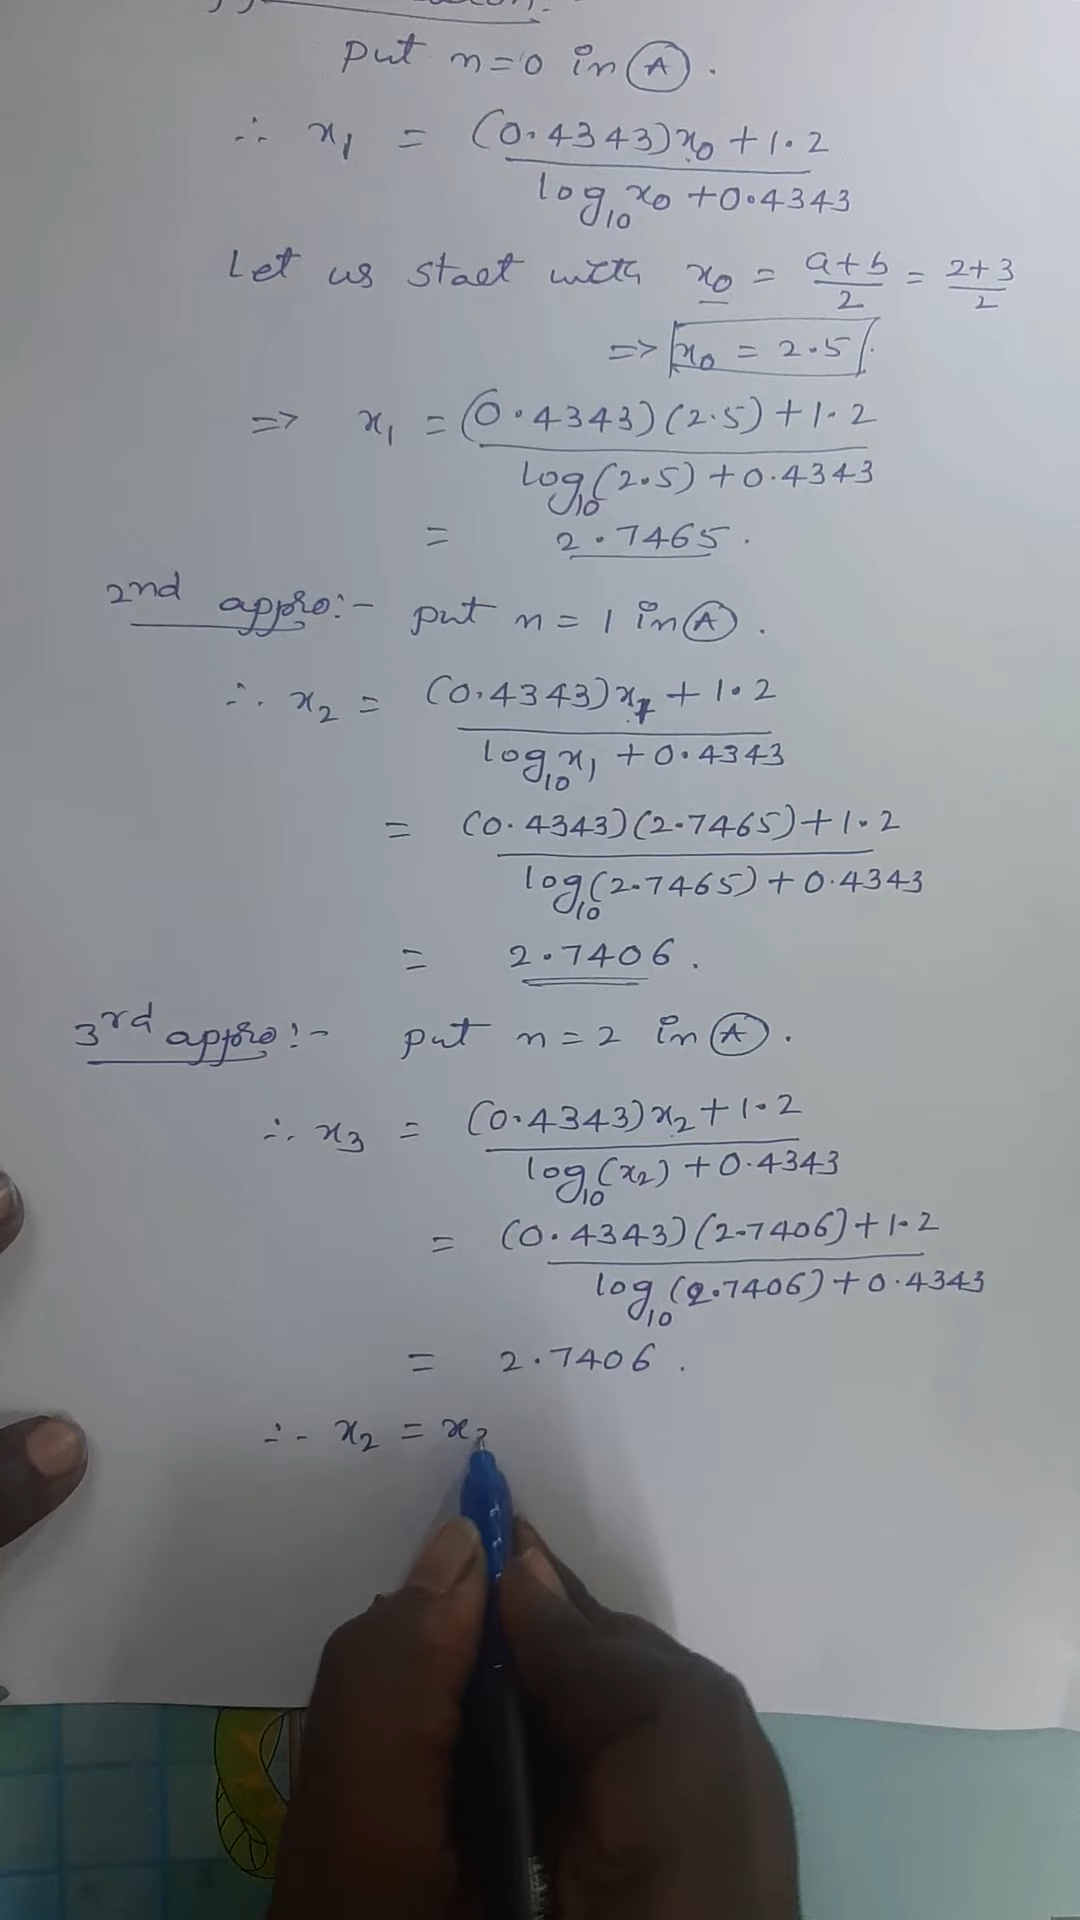 Put n=0 in (A).
∴ x₁ = (0.4343)x₀ + 1.2
log₁₀ x₀ + 0.4343
Let us start with x₀ = a+b/2 = 2+3/2
=> x₀ = 2.5
=> x₁ = (0.4343)(2.5) + 1.2
log₁₀(2.5) + 0.4343
= 2.7465.
2nd appro:- put n=1 in (A).
∴ x₂ = (0.4343)x₁ + 1.2
log₁₀ x₁ + 0.4343
= (0.4343)(2.7465) + 1.2
log₁₀(2.7465) + 0.4343
= 2.7406.
3rd appro:- put n=2 in (A).
∴ x₃ = (0.4343)x₂ + 1.2
log₁₀(x₂) + 0.4343
= (0.4343)(2.7406) + 1.2
log₁₀(2.7406) + 0.4343
= 2.7406.
∴ x₂ = x₃